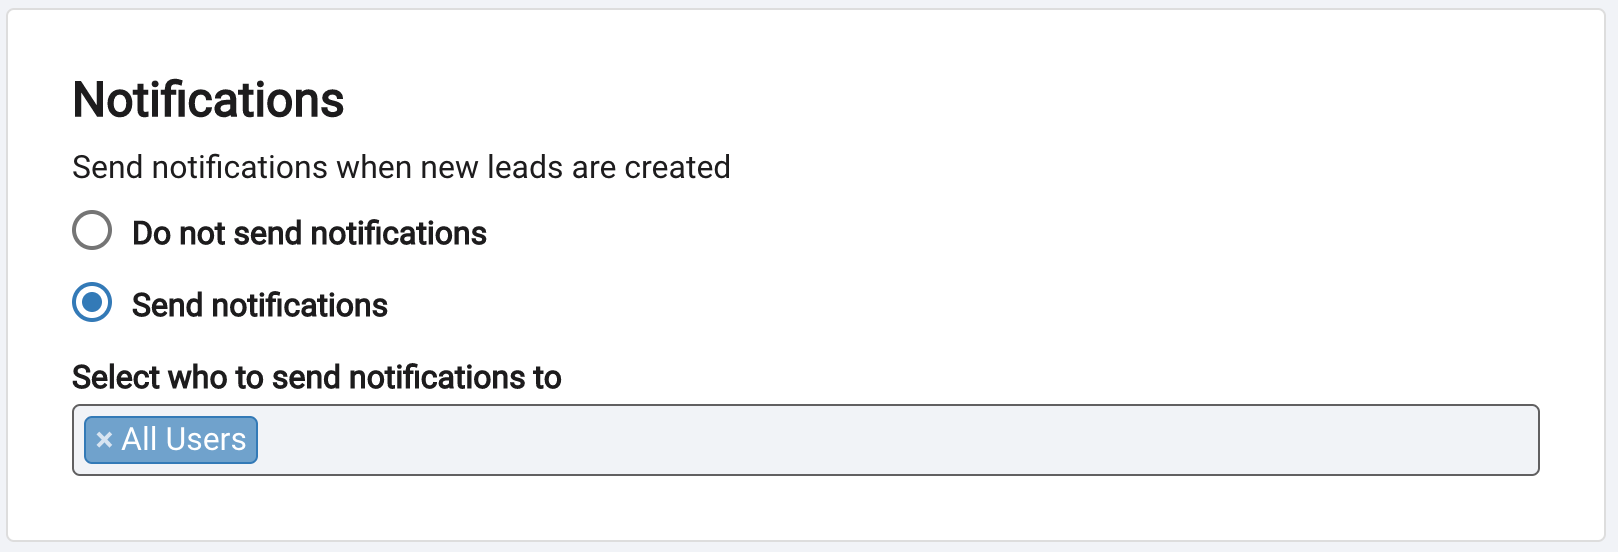 Notifications
Send notifications when new leads are created
Do not send notifications
Send notifications
Select who to send notifications to
× All Users